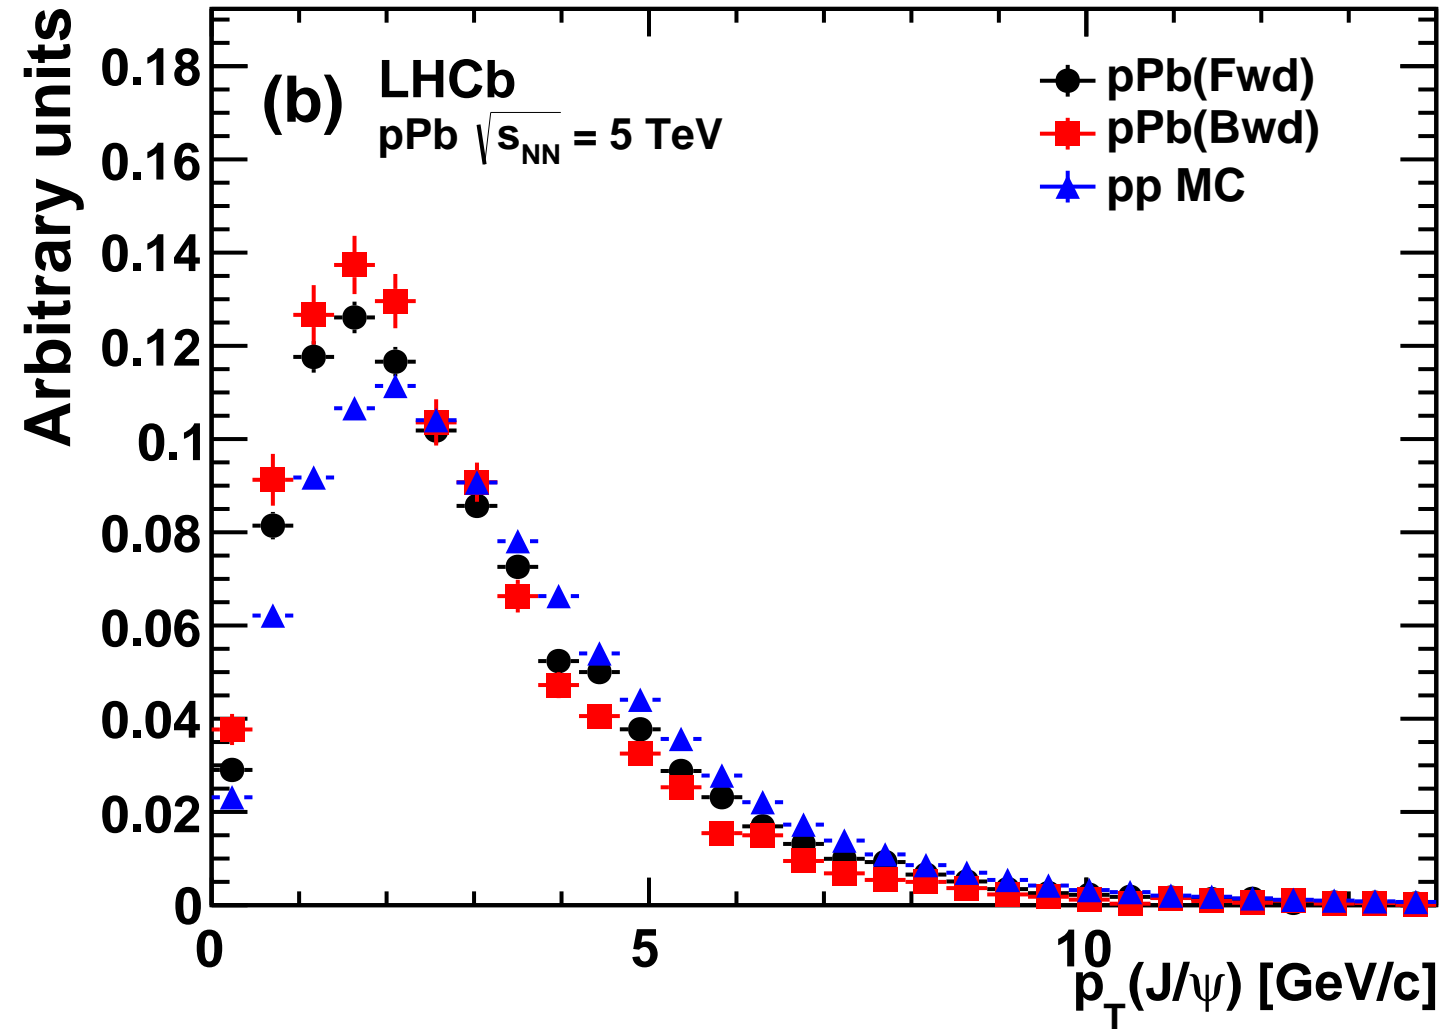 Arbitrary units
0.18
0.16
0.14
0.12
0.1
0.08
0.06
0.04
0.02
0
(b)
LHCb
pPb √sNN = 5 TeV
pPb(Fwd)
pPb(Bwd)
pp MC
0 5 10
pT(J/ψ) [GeV/c]